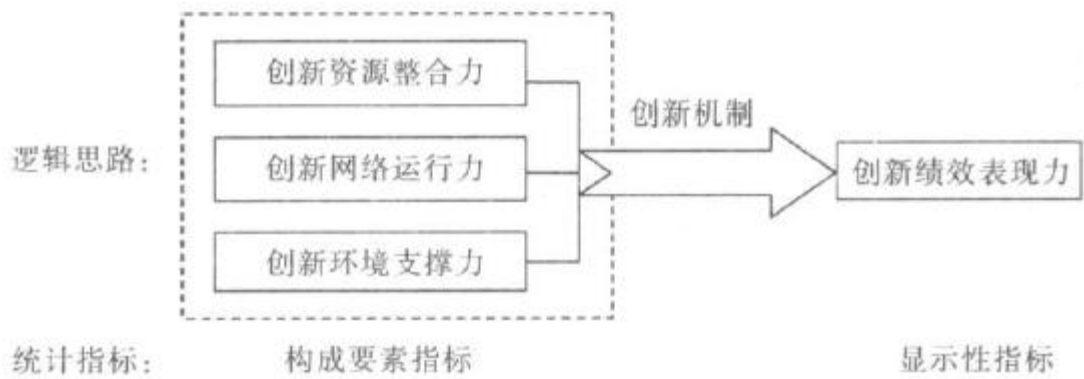 创新资源整合力
创新机制
逻辑思路：
创新网络运行力
创新绩效表现力
创新环境支撑力
统计指标：
构成要素指标
显示性指标